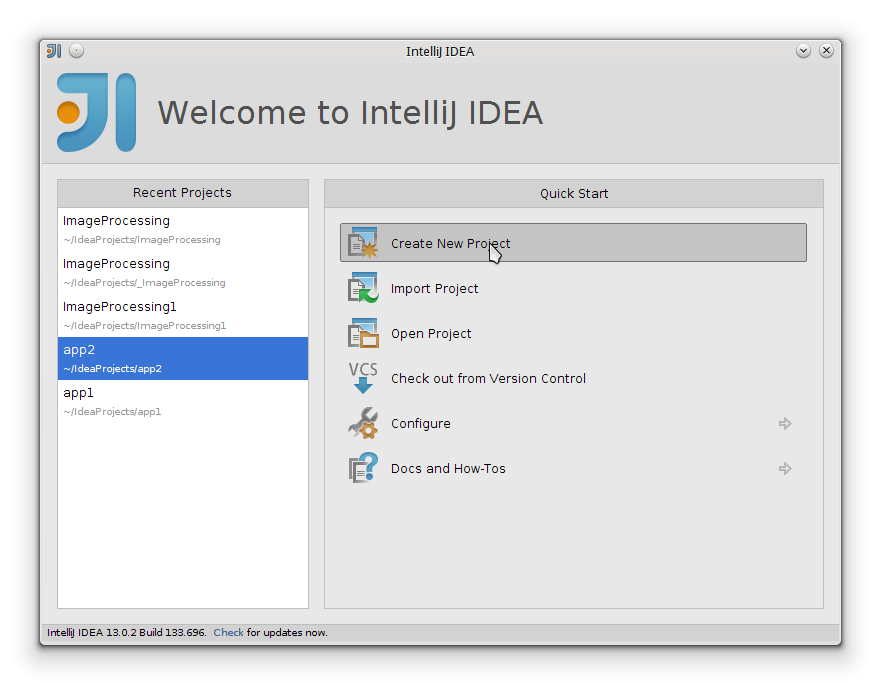 IntelliJ IDEA
Welcome to IntelliJ IDEA
Recent Projects
ImageProcessing
~/IdeaProjects/ImageProcessing
ImageProcessing
~/IdeaProjects/_ImageProcessing
ImageProcessing1
~/IdeaProjects/ImageProcessing1
app2
~/IdeaProjects/app2
app1
~/IdeaProjects/app1
Quick Start
Create New Project
Import Project
Open Project
VCS
Check out from Version Control
Configure
Docs and How-Tos
IntelliJ IDEA 13.0.2 Build 133.696. Check for updates now.